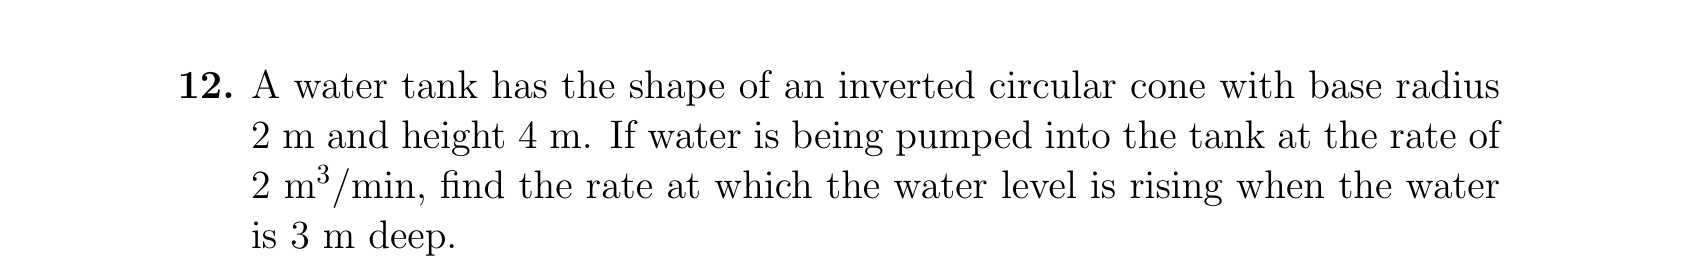 12. A water tank has the shape of an inverted circular cone with base radius
2 m and height 4 m. If water is being pumped into the tank at the rate of
2 m³/min, find the rate at which the water level is rising when the water
is 3 m deep.